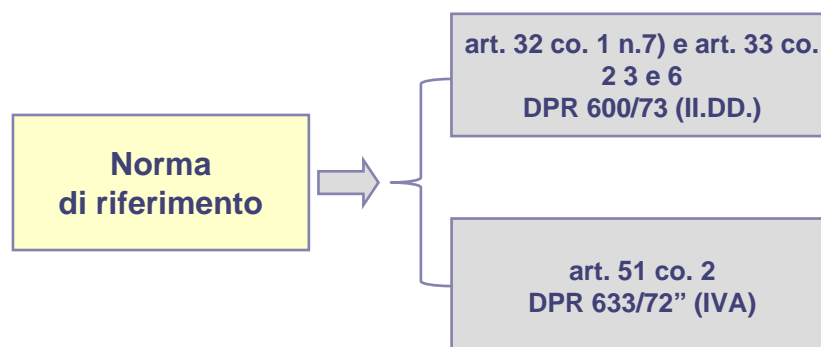 art. 32 co. 1 n.7) e art. 33 co.
2 3 e 6
DPR 600/73 (II.DD.)
Norma
di riferimento
art. 51 co. 2
DPR 633/72” (IVA)